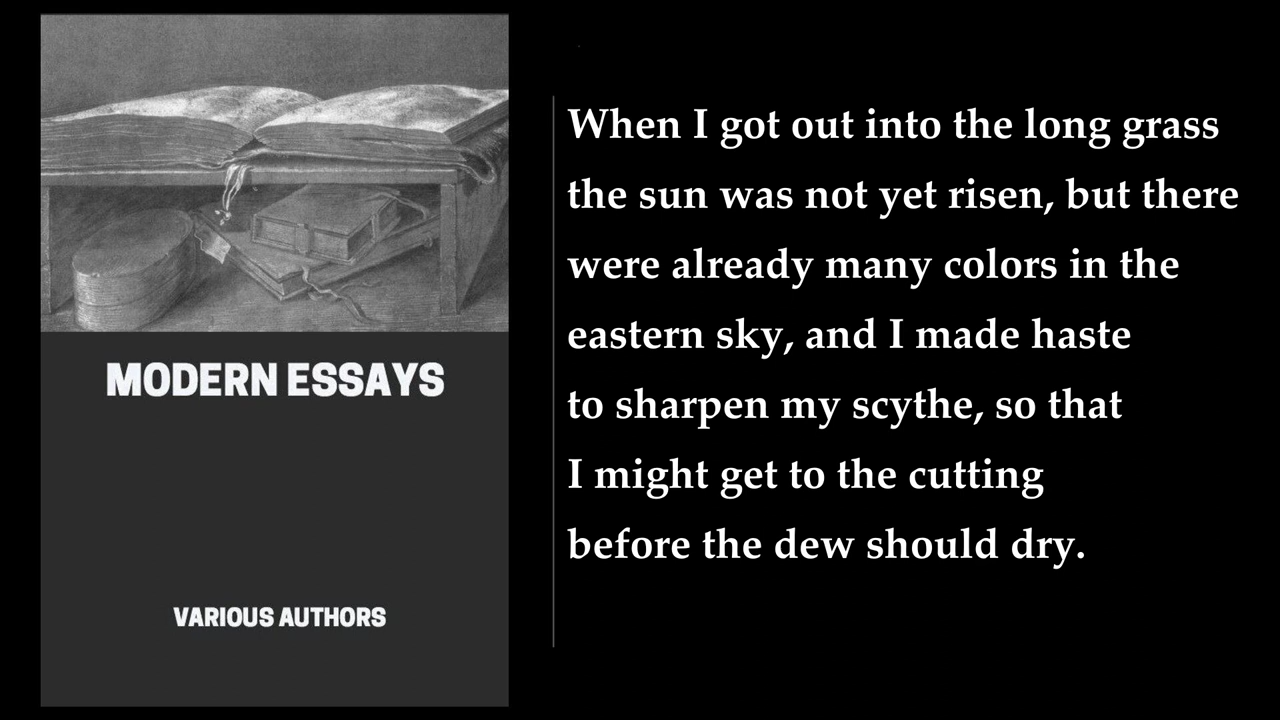 MODERN ESSAYS
VARIOUS AUTHORS
When I got out into the long grass
the sun was not yet risen, but there
were already many colors in the
eastern sky, and I made haste
to sharpen my scythe, so that
I might get to the cutting
before the dew should dry.